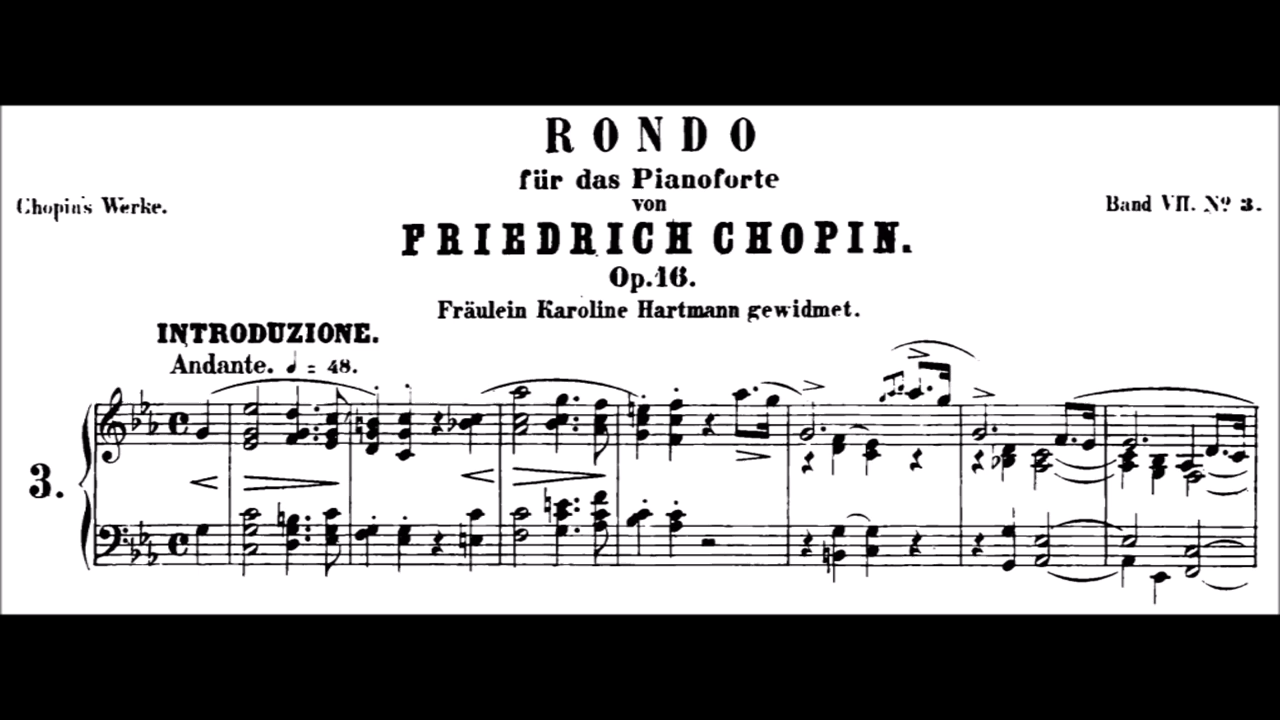 RONDO
für das Pianoforte
Chopin's Werke.
von
Band VII. Nº 3.
FRIEDRICH CHOPIN.
Op.16.
Fräulein Karoline Hartmann gewidmet.
INTRODUZIONE.
Andante. ♩ = 48.
3.